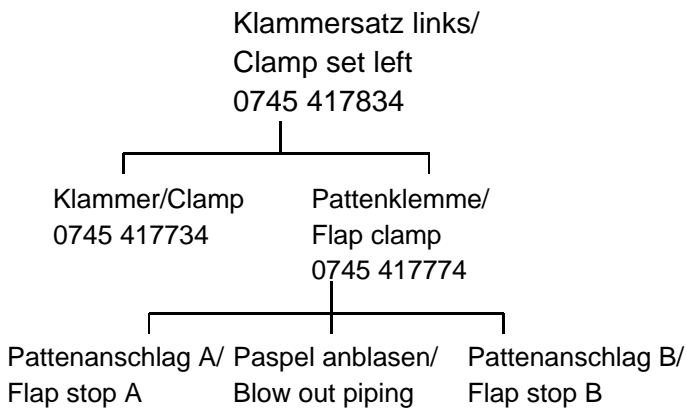 Klammersatz links/
Clamp set left
0745 417834
Klammer/Clamp
0745 417734
Pattenklemme/
Flap clamp
0745 417774
Pattenanschlag A/
Flap stop A
Paspel anblasen/
Blow out piping
Pattenanschlag B/
Flap stop B